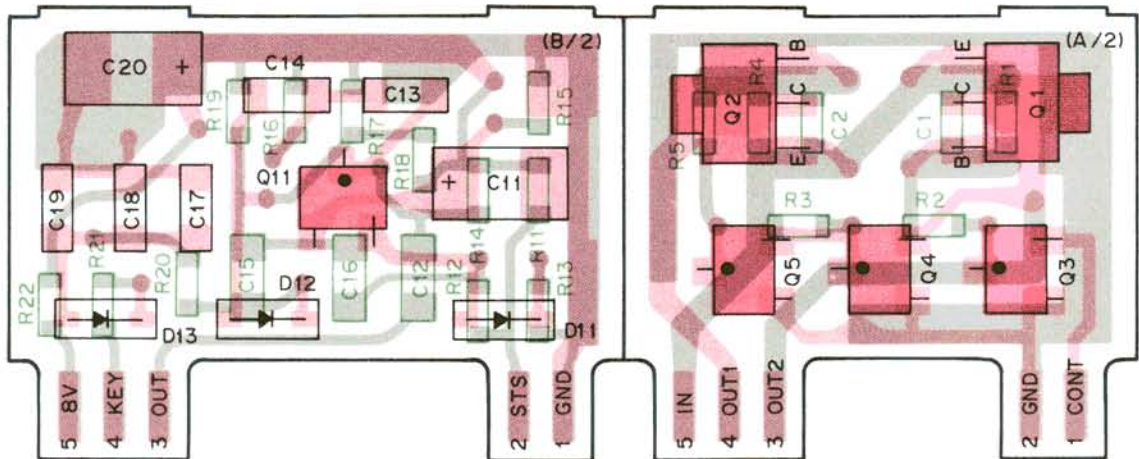 (B/2)
C20 +
C14
C13
R19
R16
R17
R15
R18
Q11
+ C11
C19
C18
C17
R14
R11
R21
R20
C15
C16
C12
R12
R13
R22
D12
D13
D11
5 8V
4 KEY
3 OUT
2 STS
1 GND
(A/2)
B
E
R4
R1
Q2
C
C2
C1
C
Q1
R5
E
B
R3
R2
Q5
Q4
Q3
5 IN
4 OUT1
3 OUT2
2 GND
1 CONT